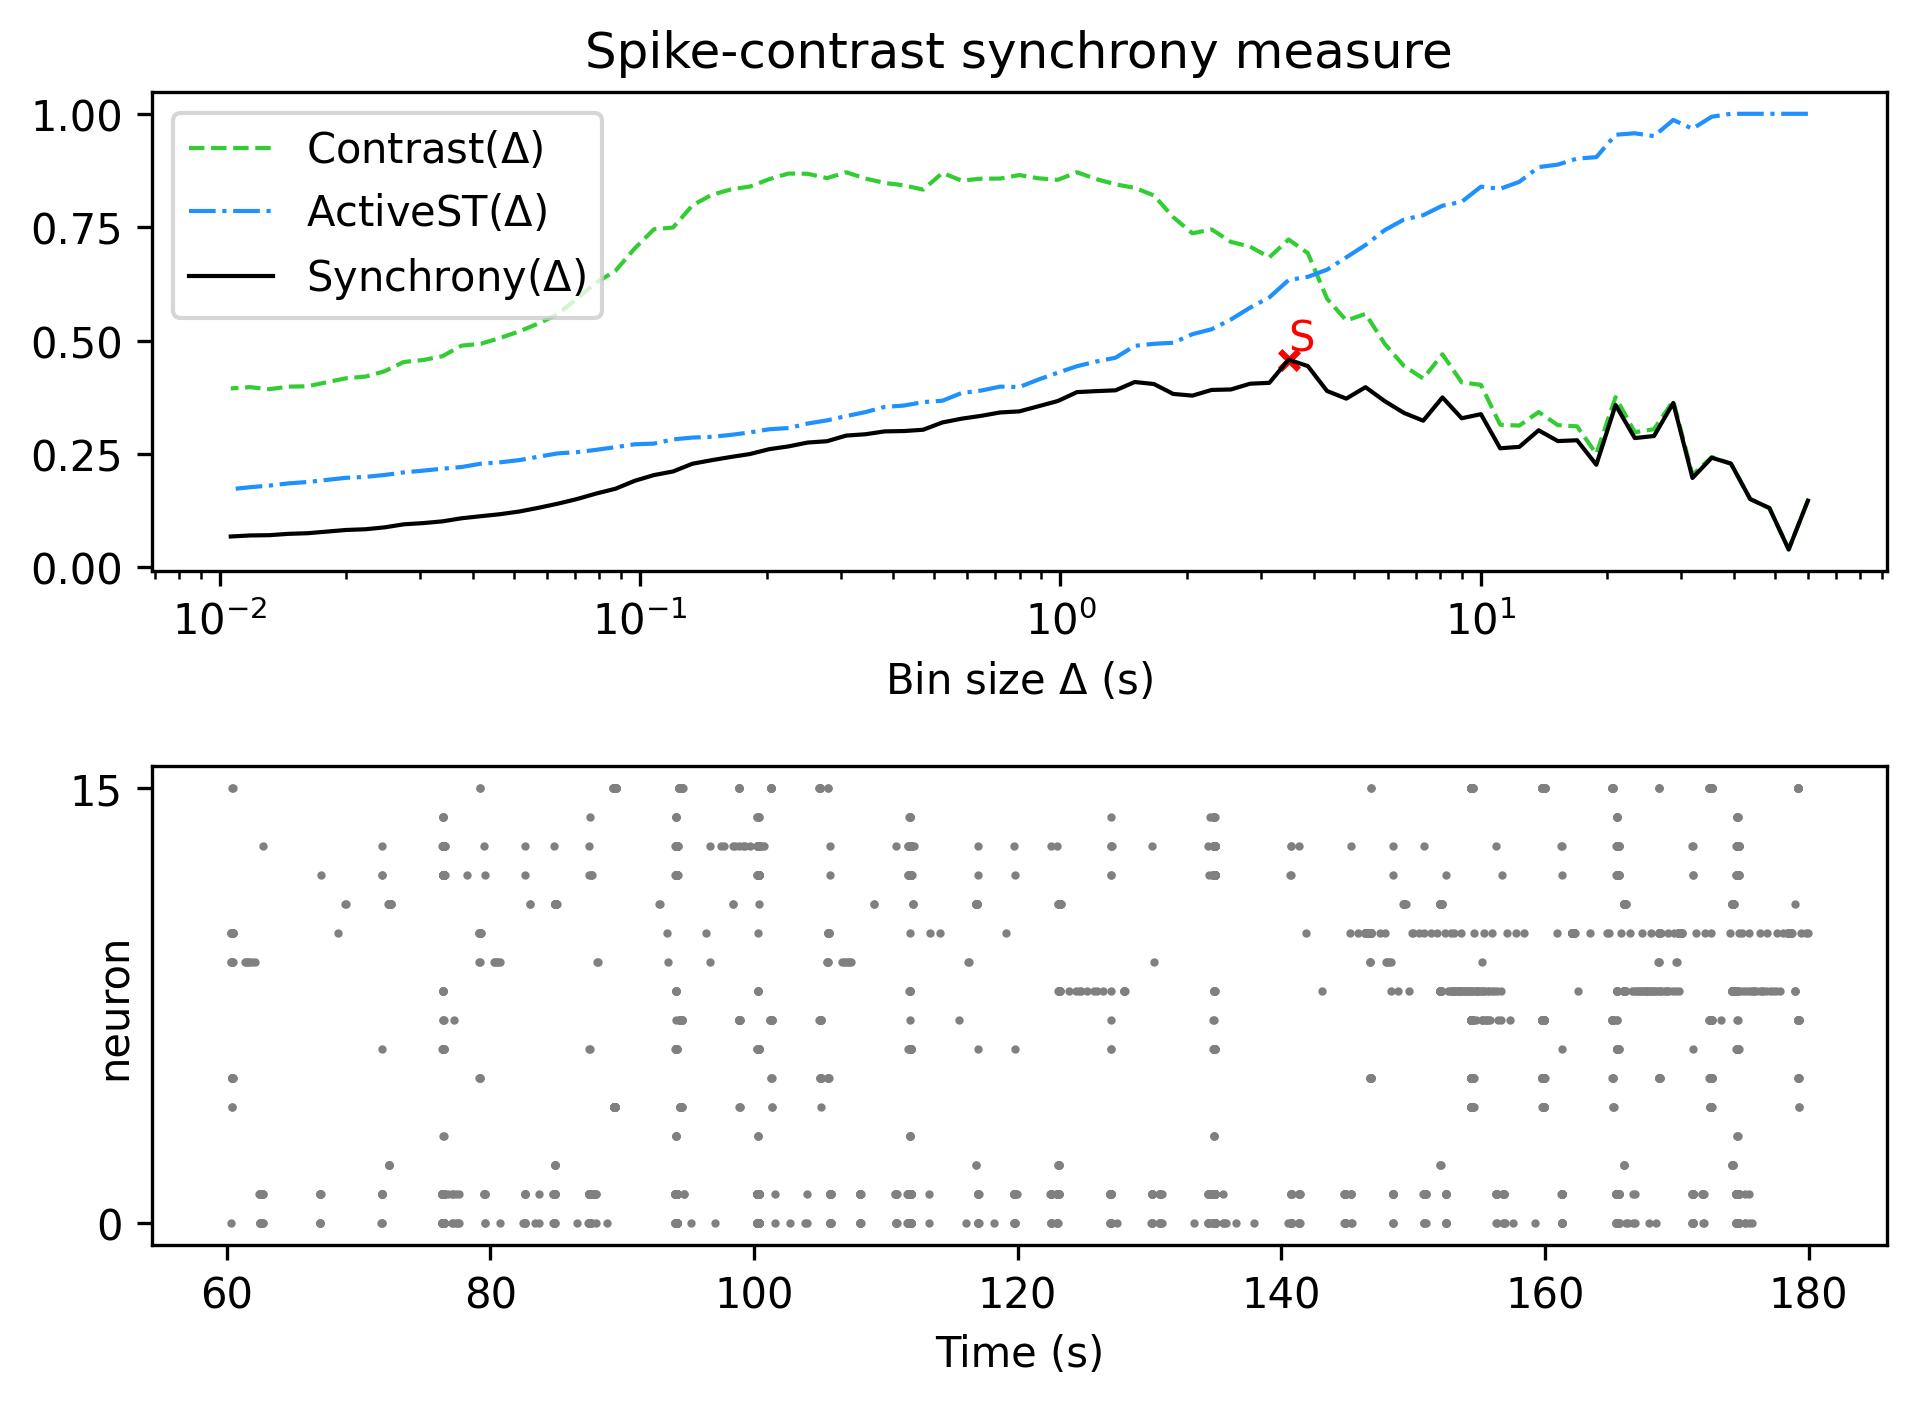 Spike-contrast synchrony measure
1.00
0.75
0.50
0.25
0.00
Contrast(Δ)
ActiveST(Δ)
Synchrony(Δ)
S
10⁻² 10⁻¹ 10⁰ 10¹
Bin size Δ (s)
15
0
neuron
60 80 100 120 140 160 180
Time (s)